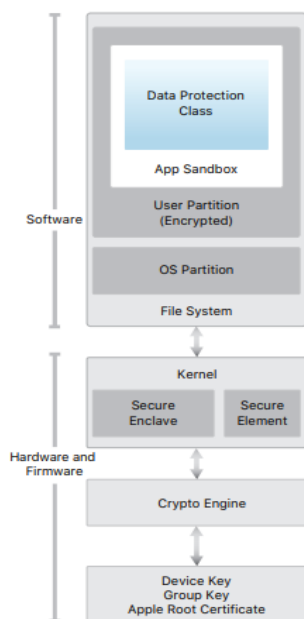 Data Protection
Class
App Sandbox
User Partition
(Encrypted)
Software
OS Partition
File System
Kernel
Secure
Enclave
Secure
Element
Hardware and
Firmware
Crypto Engine
Device Key
Group Key
Apple Root Certificate